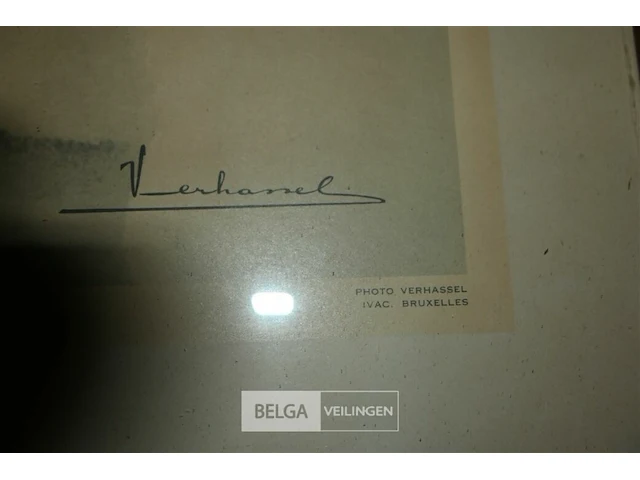 Verhassel
PHOTO VERHASSEL
IVAC. BRUXELLES
BELGA VEILINGEN